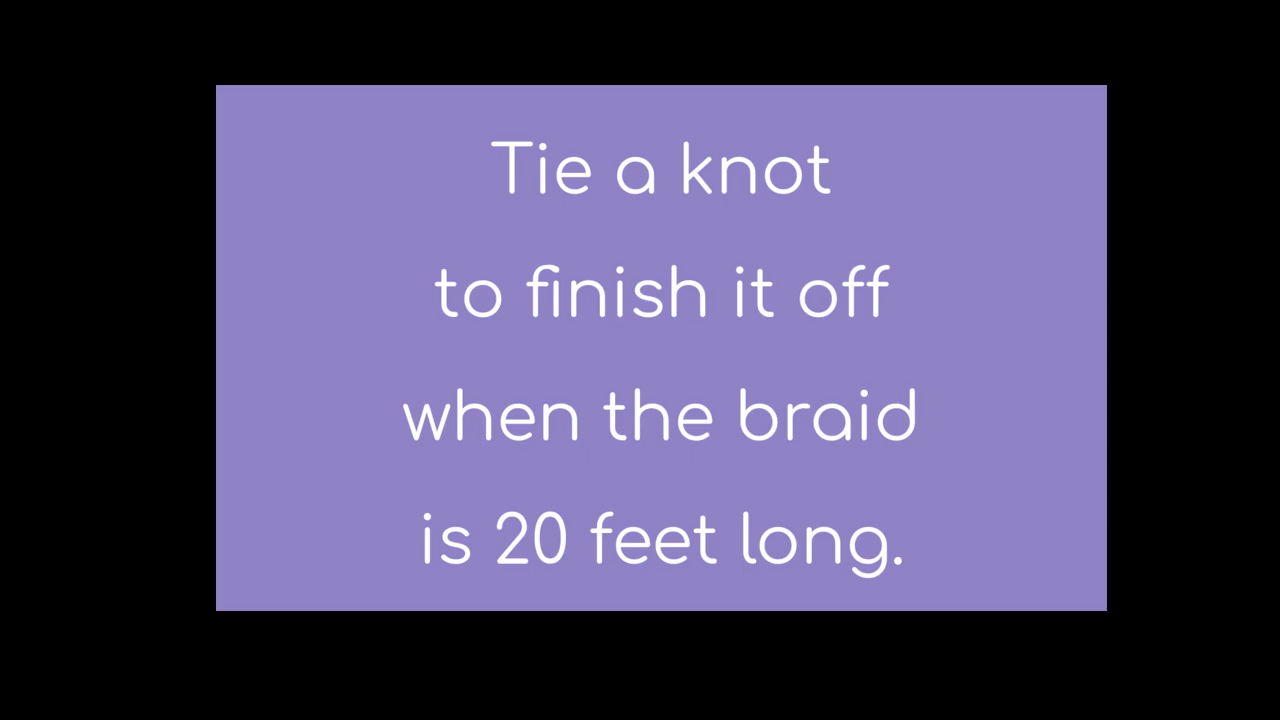 Tie a knot
to finish it off
when the braid
is 20 feet long.